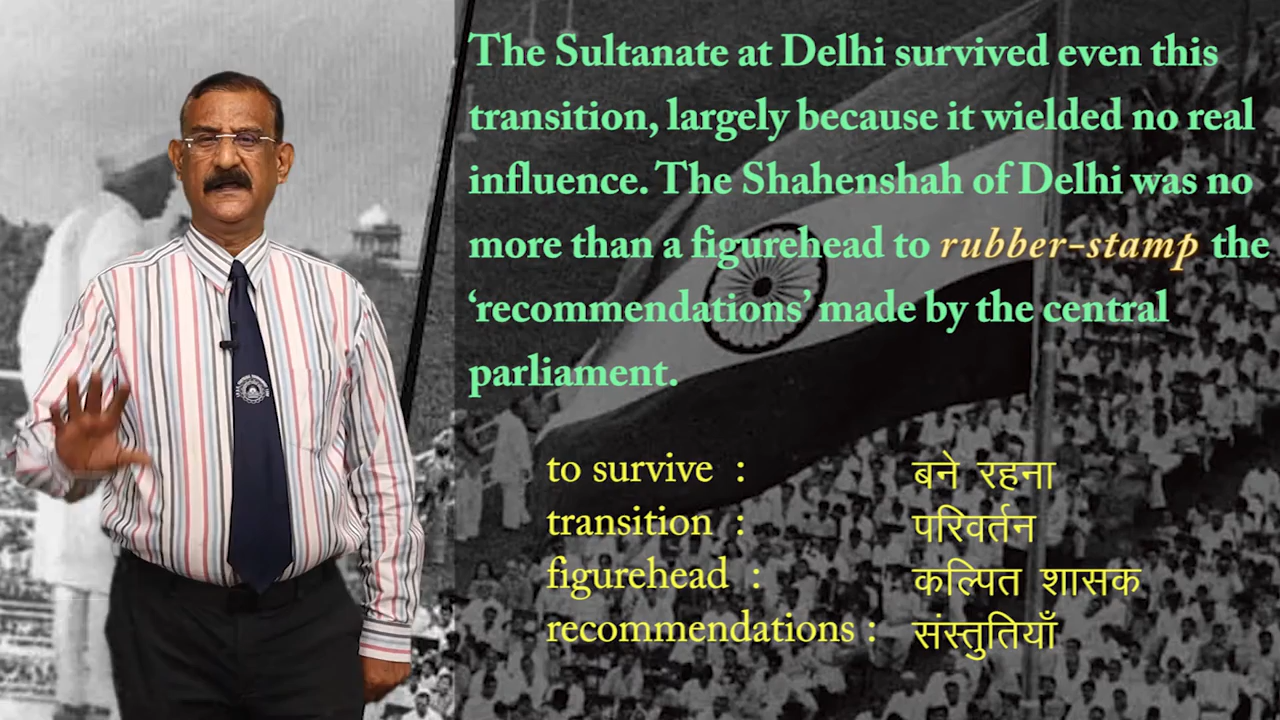 The Sultanate at Delhi survived even this
transition, largely because it wielded no real
influence. The Shahenshah of Delhi was no
more than a figurehead to rubber-stamp the
‘recommendations’ made by the central
parliament.
to survive : बने रहना
transition : परिवर्तन
figurehead : कल्पित शासक
recommendations : संस्तुतियाँ